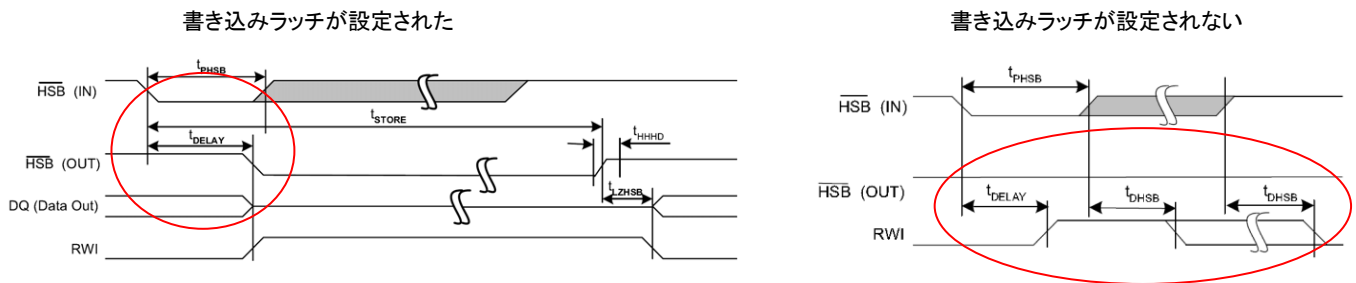 書き込みラッチが設定された
tPHSB
HSB (IN)
tSTORE
tDELAY
tHHHD
HSB (OUT)
tLZHSB
DQ (Data Out)
RWI
書き込みラッチが設定されない
tPHSB
HSB (IN)
HSB (OUT)
tDELAY
tDHSB
tDHSB
RWI